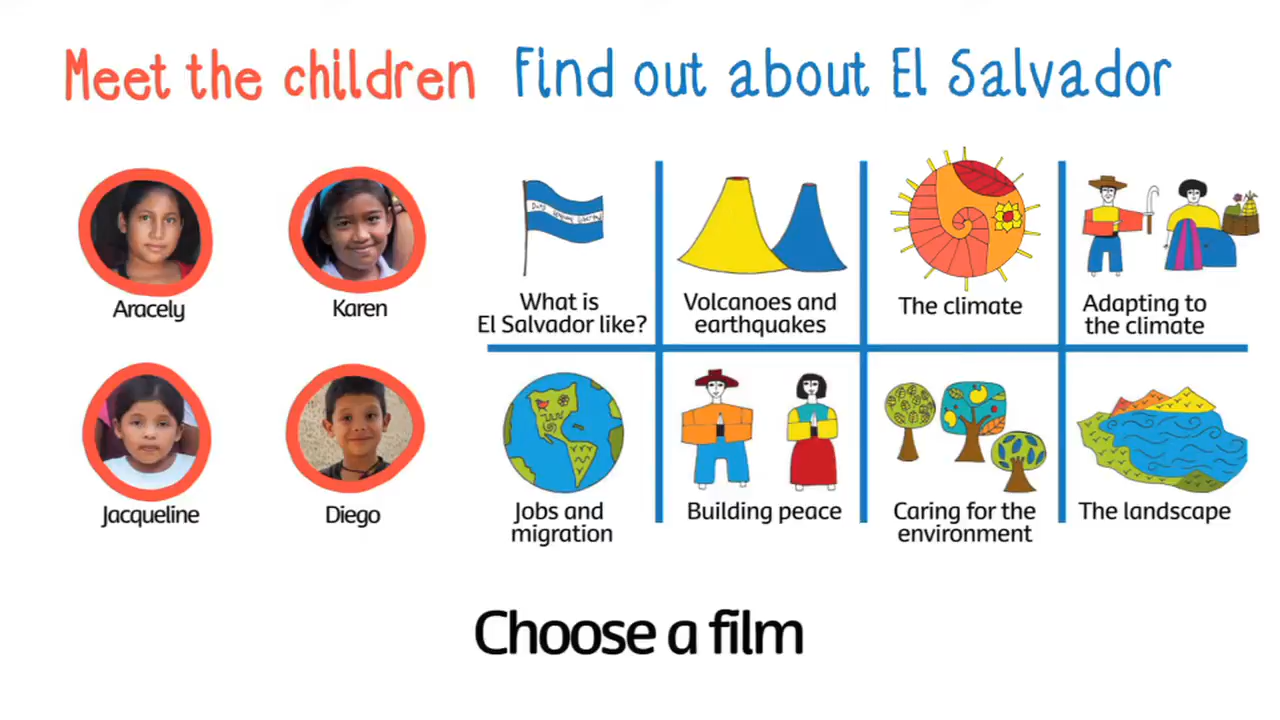 Meet the children
Find out about El Salvador
Aracely
Karen
Jacqueline
Diego
What is
El Salvador like?
Volcanoes and
earthquakes
The climate
Adapting to
the climate
Jobs and
migration
Building peace
Caring for the
environment
The landscape
Choose a film